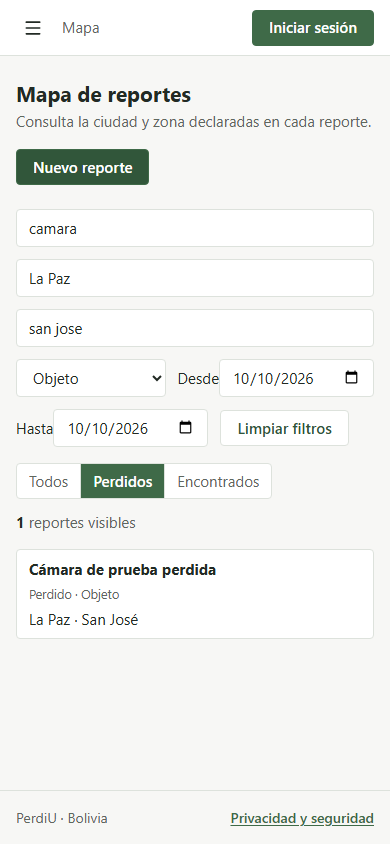 ☰ Mapa Iniciar sesión
Mapa de reportes
Consulta la ciudad y zona declaradas en cada reporte.
Nuevo reporte
camara
La Paz
san jose
Objeto Desde 10/10/2026
Hasta 10/10/2026 Limpiar filtros
Todos Perdidos Encontrados
1 reportes visibles
Cámara de prueba perdida
Perdido · Objeto
La Paz · San José
PerdiU · Bolivia Privacidad y seguridad